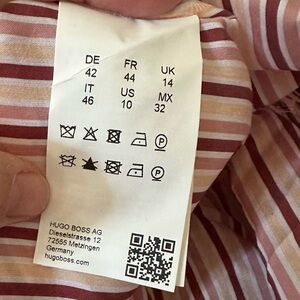 DE FR UK
42 44 14
IT US MX
46 10 32
P
P
HUGO BOSS AG
Dieselstrasse 12
72555 Metzingen
Germany
hugoboss.com